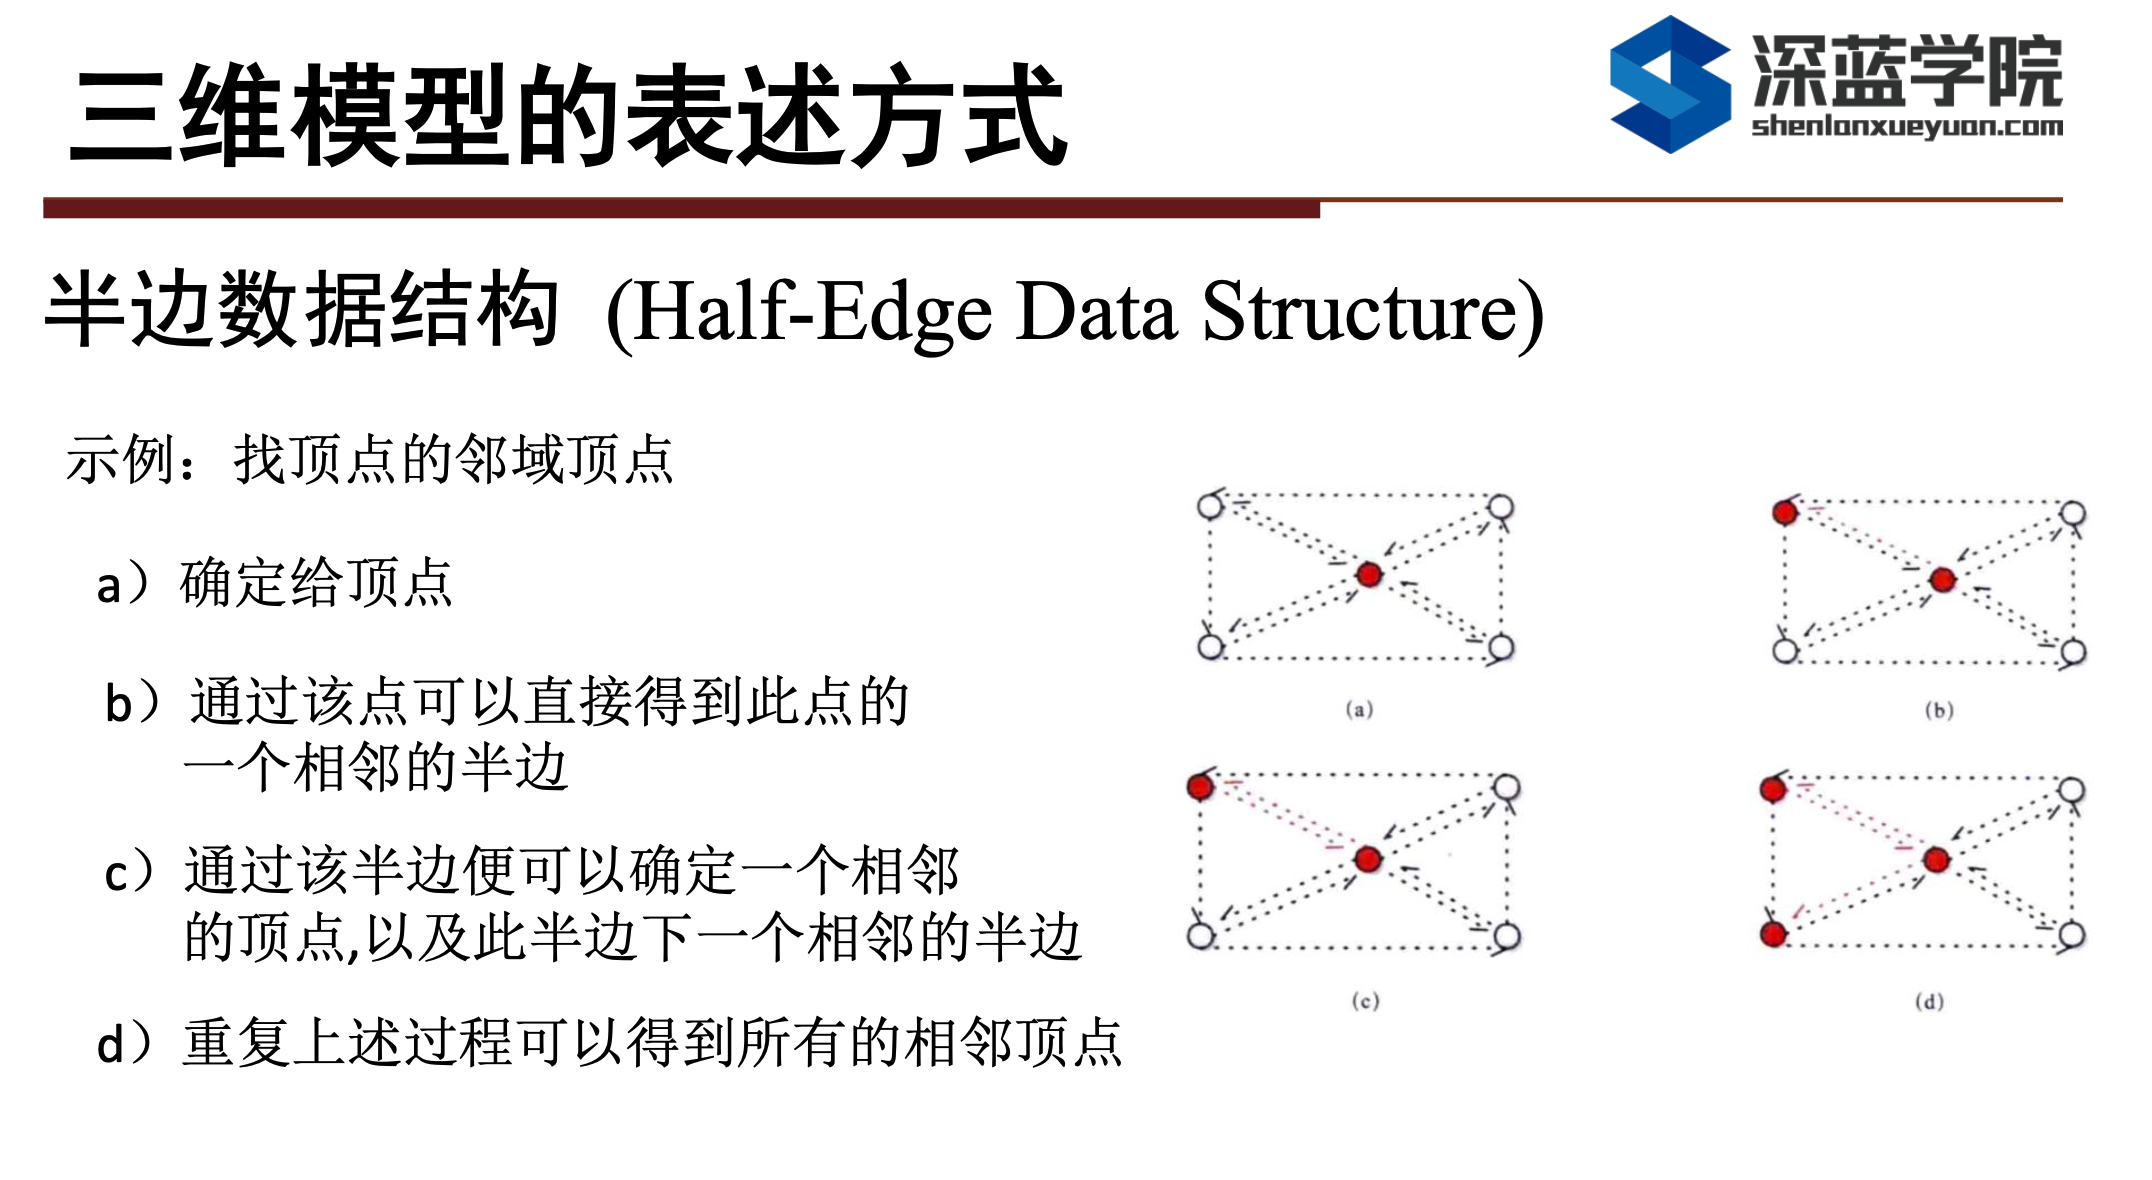 三维模型的表述方式
深蓝学院
shenlanxueyuan.com
半边数据结构 (Half-Edge Data Structure)
示例：找顶点的邻域顶点
a）确定给顶点
b）通过该点可以直接得到此点的
一个相邻的半边
c）通过该半边便可以确定一个相邻
的顶点,以及此半边下一个相邻的半边
d）重复上述过程可以得到所有的相邻顶点
(a)
(b)
(c)
(d)